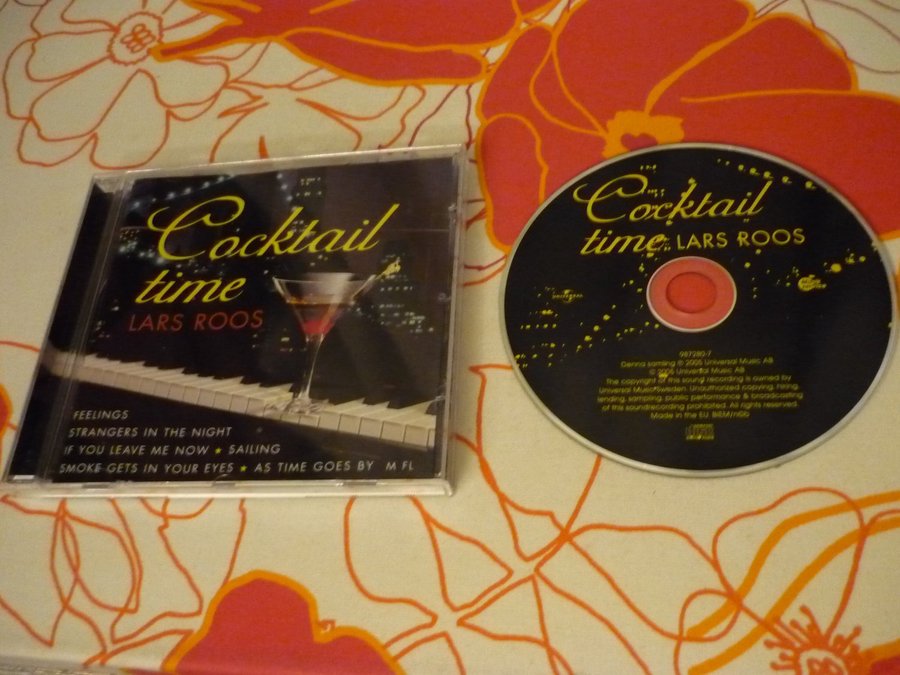 Cocktail
time
LARS ROOS
FEELINGS
STRANGERS IN THE NIGHT
IF YOU LEAVE ME NOW ★ SAILING
SMOKE GETS IN YOUR EYES ★ AS TIME GOES BY M FL
Cocktail
time LARS ROOS
UNIVERSAL
987280-7
Denna samling ℗ 2005 Universal Music AB
© 2005 Universal Music AB
The copyright of this sound recording is owned by
Universal Music Sweden. Unauthorized copying, hiring,
lending, sampling, public performance & broadcasting
of this soundrecording prohibited. All rights reserved.
Made in the EU. BIEM/n©b